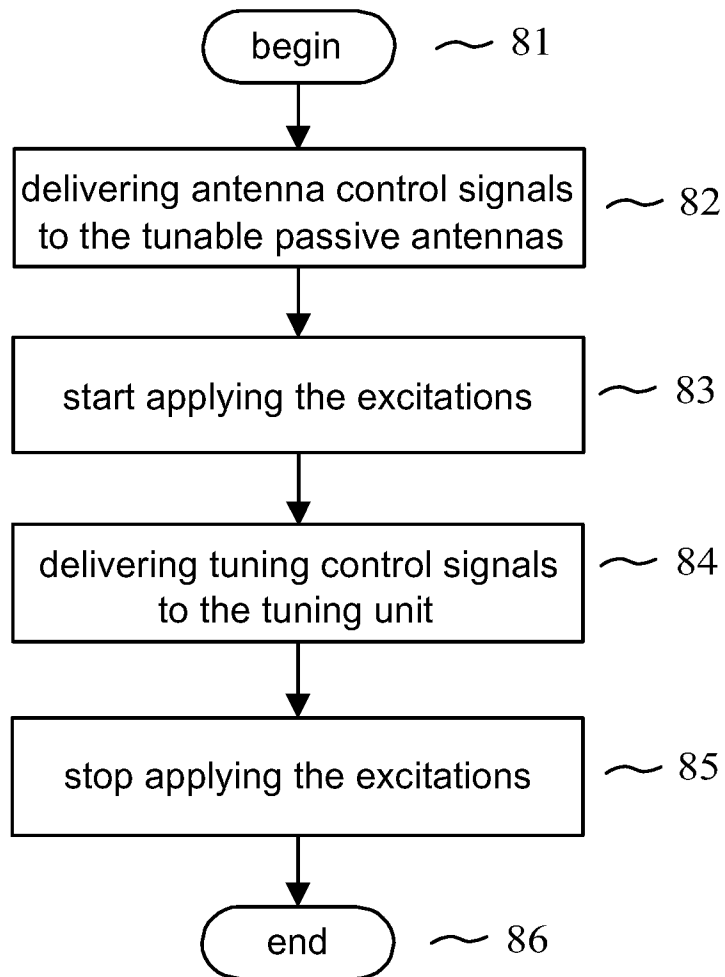 begin
81
delivering antenna control signals
to the tunable passive antennas
82
start applying the excitations
83
delivering tuning control signals
to the tuning unit
84
stop applying the excitations
85
end
86